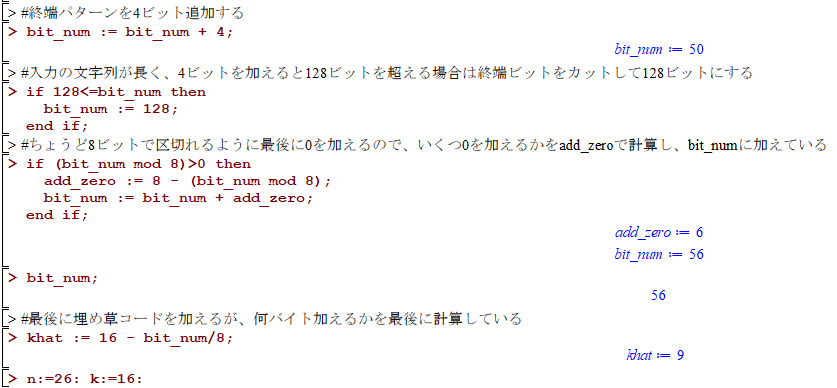 > #終端パターンを4ビット追加する
> bit_num := bit_num + 4;
bit_num := 50
> #入力の文字列が長く、4ビットを加えると128ビットを超える場合は終端ビットをカットして128ビットにする
> if 128<=bit_num then
bit_num := 128;
end if;
> #ちょうど8ビットで区切れるように最後に0を加えるので、いくつ0を加えるかをadd_zeroで計算し、bit_numに加えている
> if (bit_num mod 8)>0 then
add_zero := 8 - (bit_num mod 8);
bit_num := bit_num + add_zero;
end if;
add_zero := 6
bit_num := 56
> bit_num;
56
> #最後に埋め草コードを加えるが、何バイト加えるかを最後に計算している
> khat := 16 - bit_num/8;
khat := 9
> n:=26: k:=16: